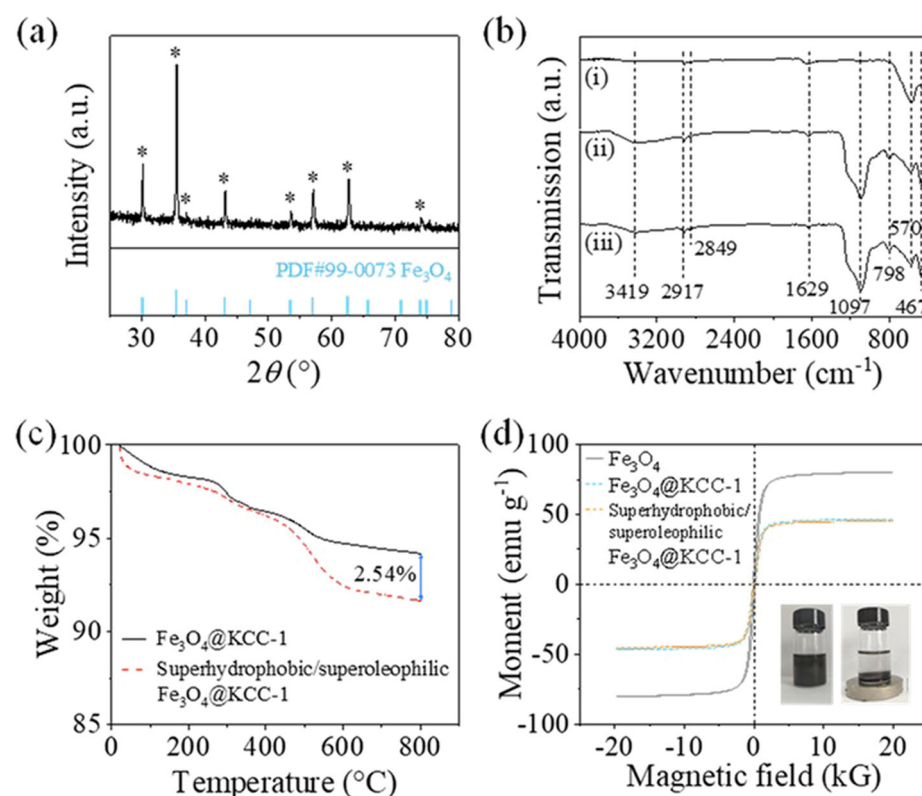 (a)
Intensity (a.u.)
*
*
*
*
*
*
*
*
PDF#99-0073 Fe₃O₄
30 40 50 60 70 80
2θ (°)
(b)
Transmission (a.u.)
(i)
(ii)
(iii)
3419
2917
2849
1629
1097
798
570
467
4000 3200 2400 1600 800
Wavenumber (cm⁻¹)
(c)
Weight (%)
100
95
90
85
2.54%
Fe₃O₄@KCC-1
Superhydrophobic/superoleophilic
Fe₃O₄@KCC-1
0 200 400 600 800
Temperature (°C)
(d)
Moment (emu g⁻¹)
100
50
0
-50
-100
Fe₃O₄
Fe₃O₄@KCC-1
Superhydrophobic/
superoleophilic
Fe₃O₄@KCC-1
-20 -10 0 10 20
Magnetic field (kG)